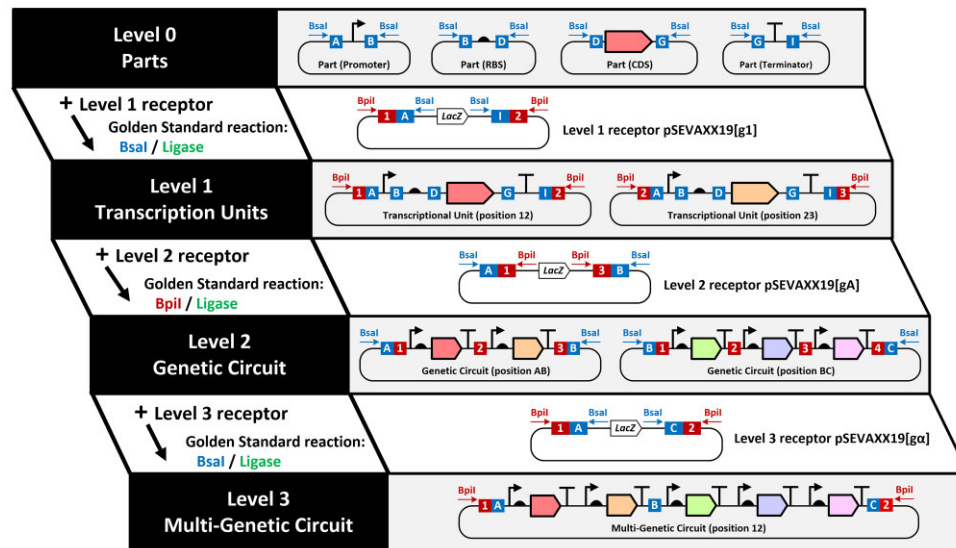 Level 0
Parts
BsaI BsaI BsaI BsaI BsaI BsaI BsaI BsaI
A B B D D G G I
Part (Promoter) Part (RBS) Part (CDS) Part (Terminator)
+ Level 1 receptor
Golden Standard reaction:
BsaI / Ligase
BpiI BsaI BsaI BpiI
1 A LacZ I 2
Level 1 receptor pSEVAXX19[g1]
Level 1
Transcription Units
BpiI BpiI BpiI BpiI
1 A B D G I 2 2 A B D G I 3
Transcriptional Unit (position 12) Transcriptional Unit (position 23)
+ Level 2 receptor
Golden Standard reaction:
BpiI / Ligase
BsaI BpiI BpiI BsaI
A 1 LacZ 3 B
Level 2 receptor pSEVAXX19[gA]
Level 2
Genetic Circuit
BsaI BsaI BsaI BsaI
A 1 2 3 B B 1 2 3 4 C
Genetic Circuit (position AB) Genetic Circuit (position BC)
+ Level 3 receptor
Golden Standard reaction:
BsaI / Ligase
BpiI BsaI BsaI BpiI
1 A LacZ C 2
Level 3 receptor pSEVAXX19[gα]
Level 3
Multi-Genetic Circuit
BpiI BpiI
1 A B C 2
Multi-Genetic Circuit (position 12)